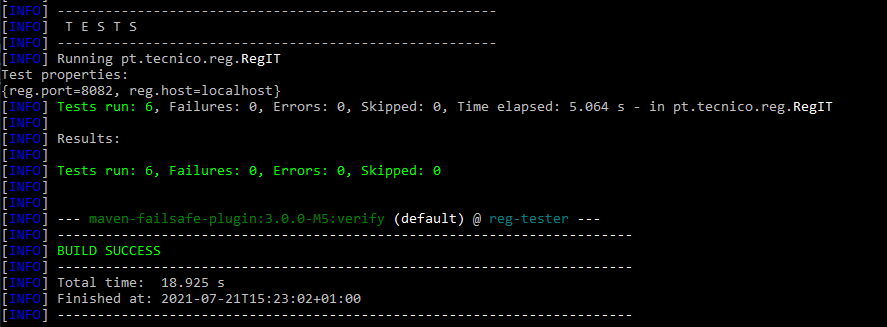 [INFO] -------------------------------------------------------
[INFO]  T E S T S
[INFO] -------------------------------------------------------
[INFO] Running pt.tecnico.reg.RegIT
Test properties:
{reg.port=8082, reg.host=localhost}
[INFO] Tests run: 6, Failures: 0, Errors: 0, Skipped: 0, Time elapsed: 5.064 s - in pt.tecnico.reg.RegIT
[INFO]
[INFO] Results:
[INFO]
[INFO] Tests run: 6, Failures: 0, Errors: 0, Skipped: 0
[INFO]
[INFO]
[INFO] --- maven-failsafe-plugin:3.0.0-M5:verify (default) @ reg-tester ---
[INFO] ------------------------------------------------------------------------
[INFO] BUILD SUCCESS
[INFO] ------------------------------------------------------------------------
[INFO] Total time:  18.925 s
[INFO] Finished at: 2021-07-21T15:23:02+01:00
[INFO] ------------------------------------------------------------------------